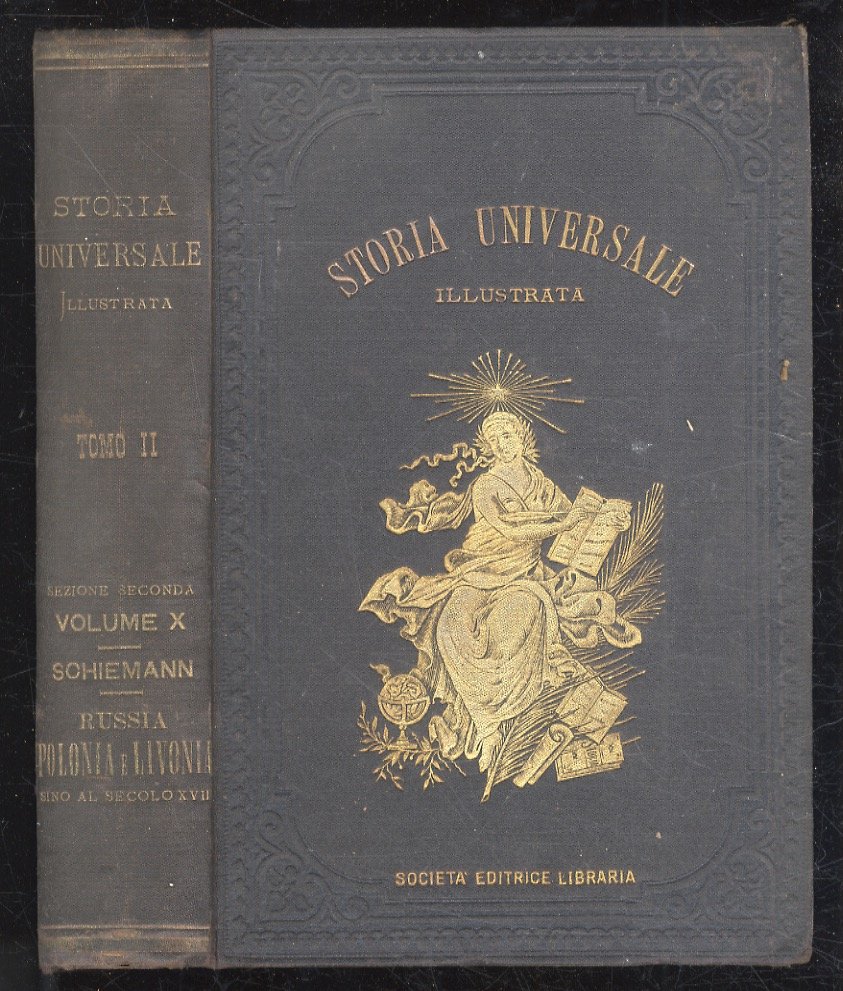 STORIA
UNIVERSALE
ILLUSTRATA
TOMO II
SEZIONE SECONDA
VOLUME X
SCHIEMANN
RUSSIA
POLONIA E LIVONIA
SINO AL SECOLO XVII
STORIA UNIVERSALE
ILLUSTRATA
SOCIETA' EDITRICE LIBRARIA